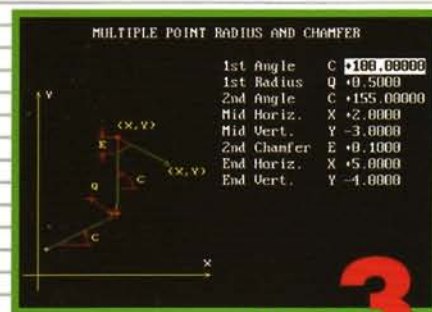 MULTIPLE POINT RADIUS AND CHAMFER
1st Angle C +100.00000
1st Radius Q +0.5000
2nd Angle C +155.00000
Mid Horiz. X +2.0000
Mid Vert. Y -3.0000
2nd Chamfer E +0.1000
End Horiz. X +5.0000
End Vert. Y -4.0000
Y
(X,Y)
E
(X,Y)
C
Q
C
X
3